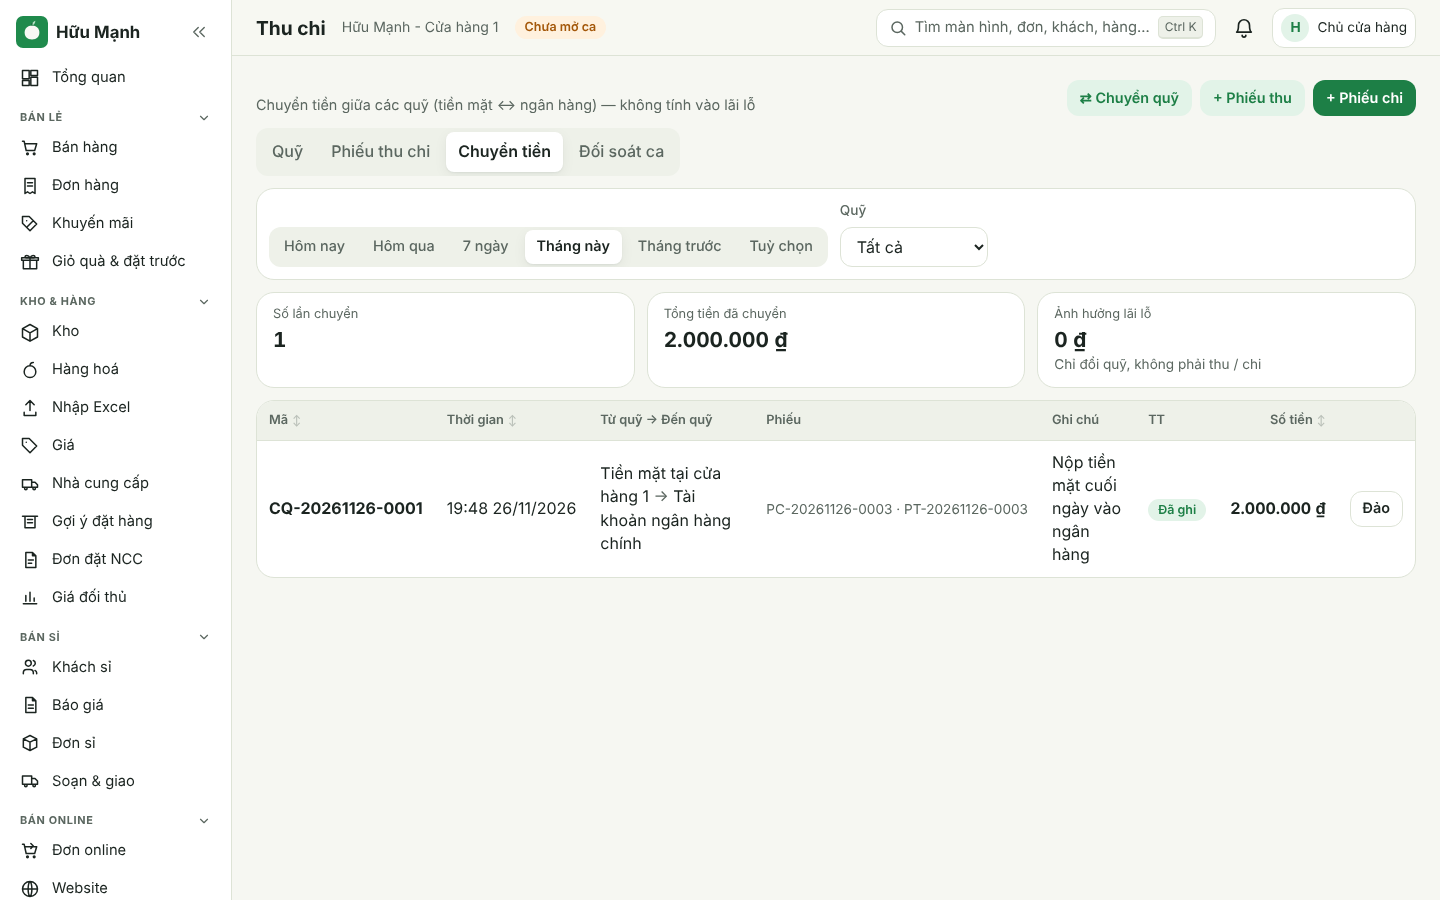 Hữu Mạnh
Thu chi
Hữu Mạnh - Cửa hàng 1
Chưa mở ca
Tìm màn hình, đơn, khách, hàng...
Ctrl K
H
Chủ cửa hàng
Tổng quan
BÁN LẺ
Bán hàng
Đơn hàng
Khuyến mãi
Giỏ quà & đặt trước
KHO & HÀNG
Kho
Hàng hoá
Nhập Excel
Giá
Nhà cung cấp
Gợi ý đặt hàng
Đơn đặt NCC
Giá đối thủ
BÁN SỈ
Khách sỉ
Báo giá
Đơn sỉ
Soạn & giao
BÁN ONLINE
Đơn online
Website
Chuyển tiền giữa các quỹ (tiền mặt ↔ ngân hàng) — không tính vào lãi lỗ
⇄ Chuyển quỹ
+ Phiếu thu
+ Phiếu chi
Quỹ
Phiếu thu chi
Chuyển tiền
Đối soát ca
Hôm nay
Hôm qua
7 ngày
Tháng này
Tháng trước
Tuỳ chọn
Quỹ
Tất cả
Số lần chuyển
1
Tổng tiền đã chuyển
2.000.000 ₫
Ảnh hưởng lãi lỗ
0 ₫
Chỉ đổi quỹ, không phải thu / chi
Mã ↕
Thời gian ↕
Từ quỹ → Đến quỹ
Phiếu
Ghi chú
TT
Số tiền ↕
CQ-20261126-0001
19:48 26/11/2026
Tiền mặt tại cửa
hàng 1 → Tài
khoản ngân hàng
chính
PC-20261126-0003 · PT-20261126-0003
Nộp tiền
mặt cuối
ngày vào
ngân
hàng
Đã ghi
2.000.000 ₫
Đảo